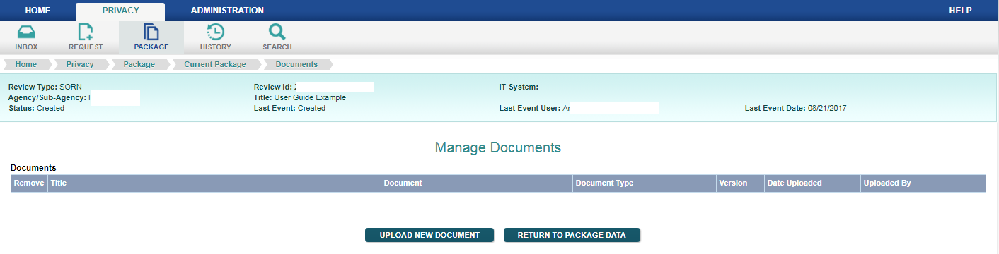 HOME PRIVACY ADMINISTRATION HELP
INBOX REQUEST PACKAGE HISTORY SEARCH
Home Privacy Package Current Package Documents
Review Type: SORN Review Id: IT System:
Agency/Sub-Agency: Title: User Guide Example
Status: Created Last Event: Created Last Event User: Ar Last Event Date: 08/21/2017
Manage Documents
Documents
Remove Title Document Document Type Version Date Uploaded Uploaded By
UPLOAD NEW DOCUMENT RETURN TO PACKAGE DATA